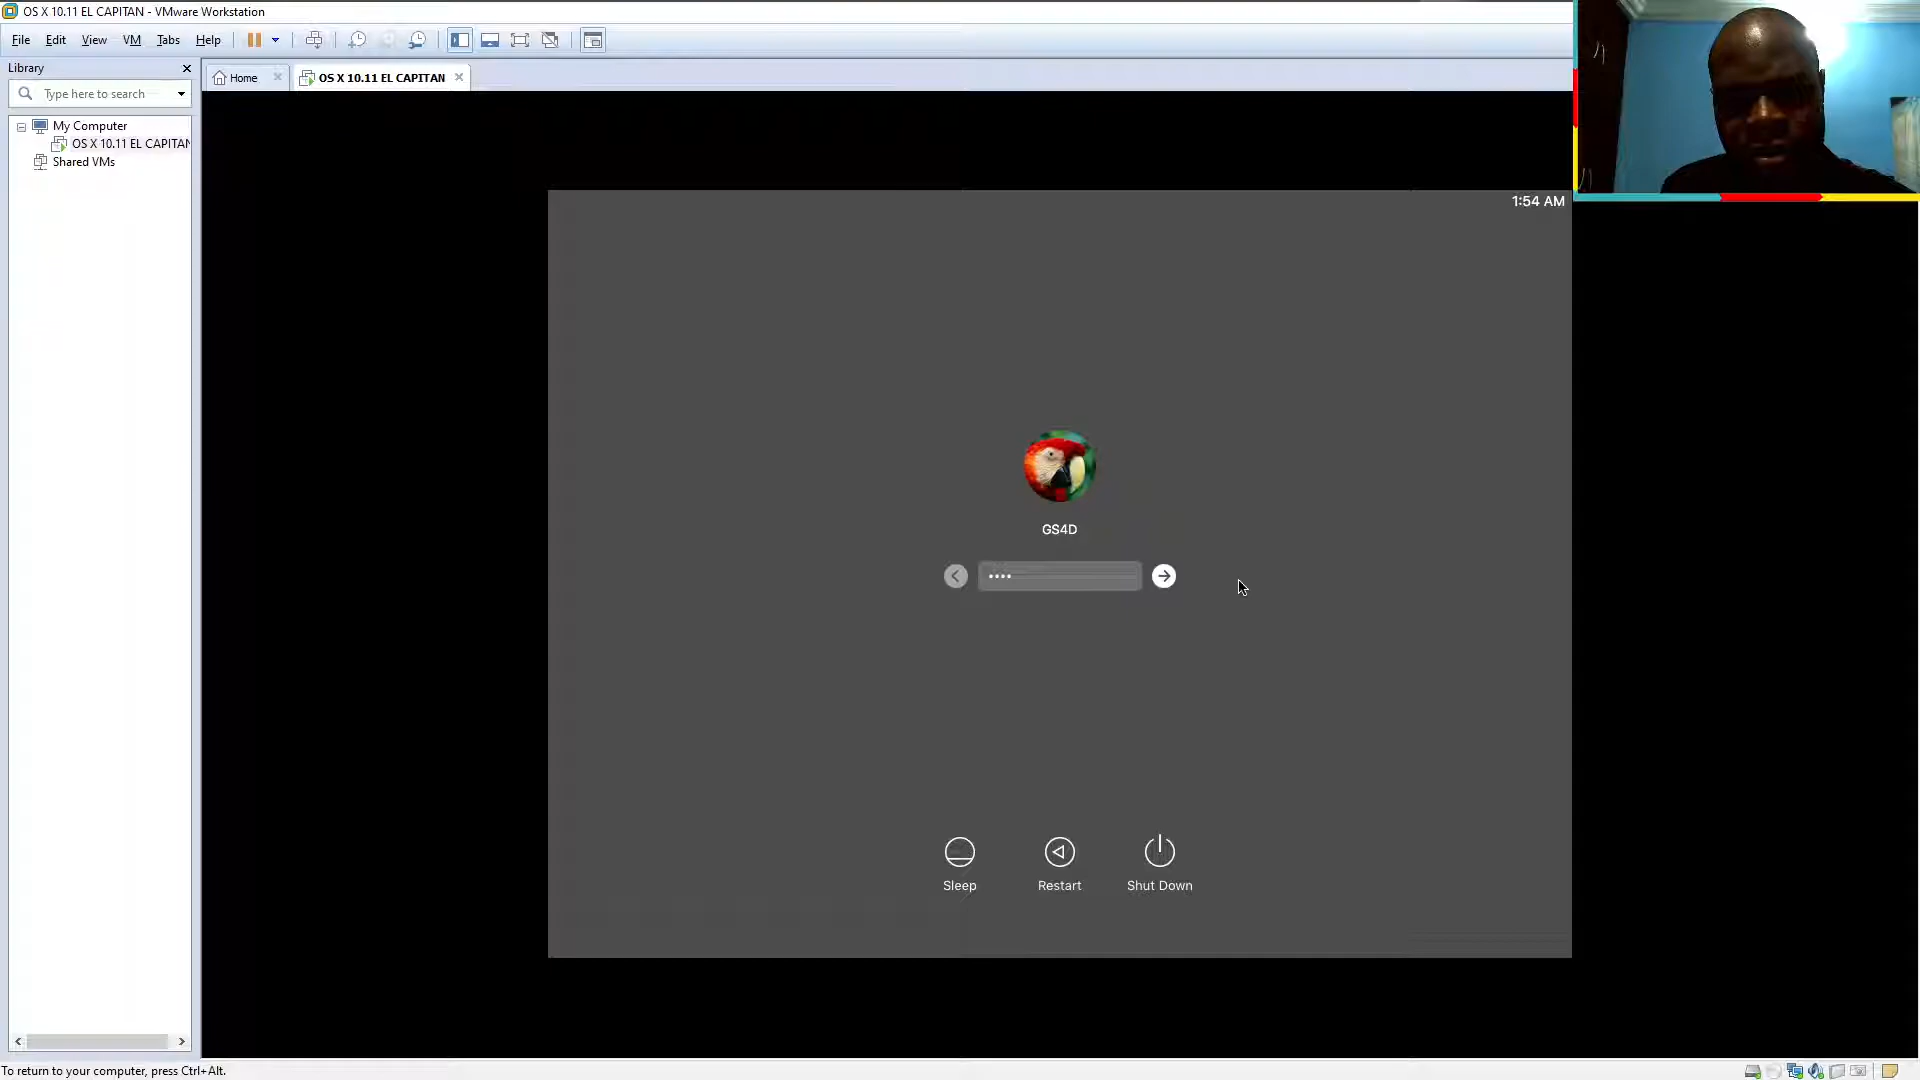 OS X 10.11 EL CAPITAN - VMware Workstation
File Edit View VM Tabs Help
Library
Home
OS X 10.11 EL CAPITAN
Type here to search
My Computer
OS X 10.11 EL CAPITAN
Shared VMs
1:54 AM
GS4D
Sleep
Restart
Shut Down
To return to your computer, press Ctrl+Alt.